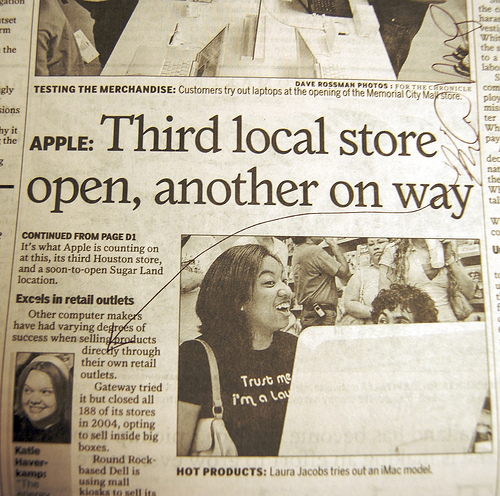 DAVE ROSSMAN PHOTOS : FOR THE CHRONICLE
TESTING THE MERCHANDISE: Customers try out laptops at the opening of the Memorial City Mall store.
APPLE: Third local store
open, another on way
CONTINUED FROM PAGE D1
It's what Apple is counting on
at this, its third Houston store,
and a soon-to-open Sugar Land
location.
Excels in retail outlets
Other computer makers
have had varying degrees of
success when selling products
directly through
their own retail
outlets.
Gateway tried
it but closed all
188 of its stores
in 2004, opting
to sell inside big
boxes.
Round Rock-
based Dell is
using mall
kiosks to sell its
Katie
Haver-
kamp:
"The
energy
Trust me
i'm a
HOT PRODUCTS: Laura Jacobs tries out an iMac model.